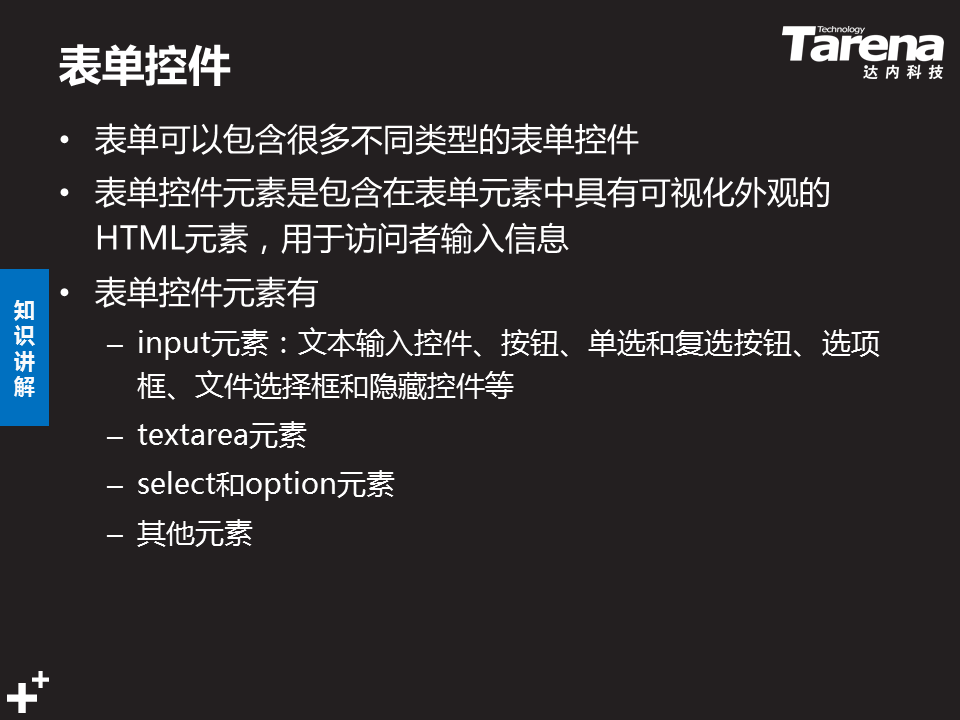 表单控件
Technology
Tarena
达内科技
• 表单可以包含很多不同类型的表单控件
• 表单控件元素是包含在表单元素中具有可视化外观的
HTML元素，用于访问者输入信息
• 表单控件元素有
– input元素：文本输入控件、按钮、单选和复选按钮、选项
框、文件选择框和隐藏控件等
– textarea元素
– select和option元素
– 其他元素
知
识
讲
解